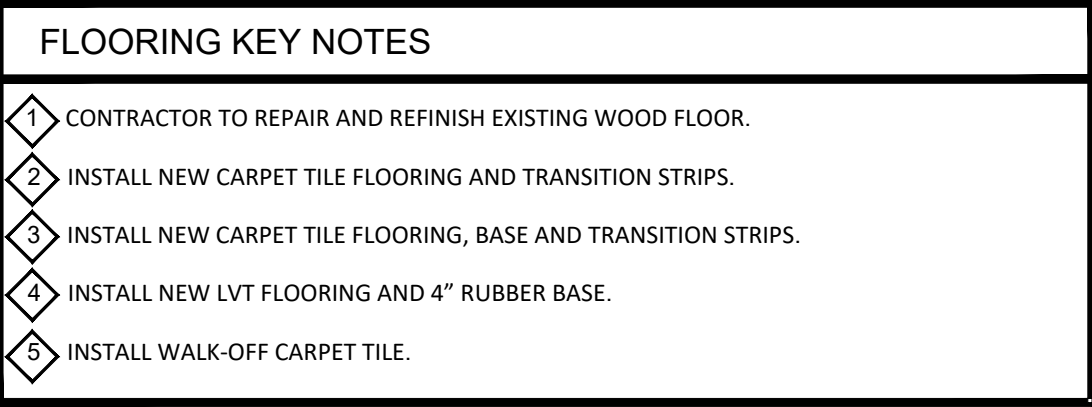 FLOORING KEY NOTES
1 CONTRACTOR TO REPAIR AND REFINISH EXISTING WOOD FLOOR.
2 INSTALL NEW CARPET TILE FLOORING AND TRANSITION STRIPS.
3 INSTALL NEW CARPET TILE FLOORING, BASE AND TRANSITION STRIPS.
4 INSTALL NEW LVT FLOORING AND 4” RUBBER BASE.
5 INSTALL WALK-OFF CARPET TILE.